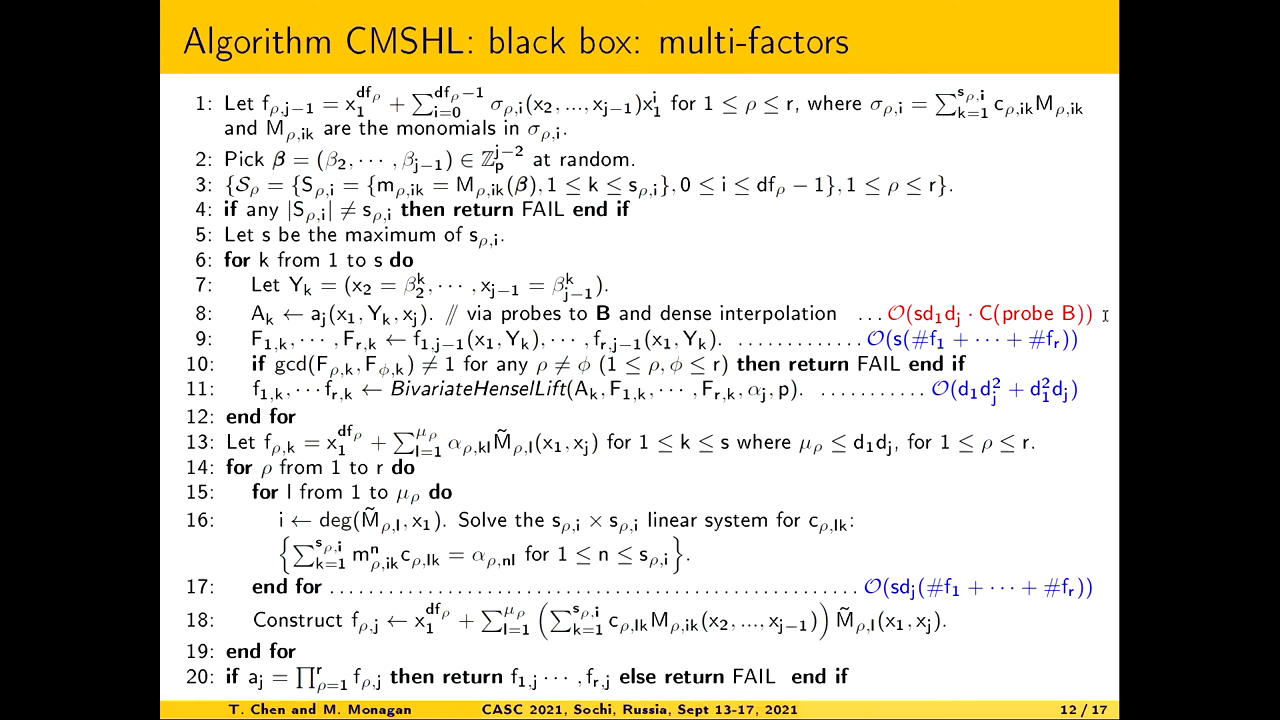 Algorithm CMSHL: black box: multi-factors
1: Let f_{ρ,j−1} = x_1^{df_ρ} + ∑_{i=0}^{df_ρ−1} σ_{ρ,i}(x_2, ..., x_{j−1})x_1^i for 1 ≤ ρ ≤ r, where σ_{ρ,i} = ∑_{k=1}^{s_{ρ,i}} c_{ρ,ik}M_{ρ,ik}
and M_{ρ,ik} are the monomials in σ_{ρ,i}.
2: Pick β = (β_2, ⋯ , β_{j−1}) ∈ ℤ_p^{j−2} at random.
3: {𝒮_ρ = {S_{ρ,i} = {m_{ρ,ik} = M_{ρ,ik}(β), 1 ≤ k ≤ s_{ρ,i}}, 0 ≤ i ≤ df_ρ − 1}, 1 ≤ ρ ≤ r}.
4: if any |S_{ρ,i}| ≠ s_{ρ,i} then return FAIL end if
5: Let s be the maximum of s_{ρ,i}.
6: for k from 1 to s do
7: Let Y_k = (x_2 = β_2^k, ⋯ , x_{j−1} = β_{j−1}^k).
8: A_k ← a_j(x_1, Y_k, x_j). // via probes to B and dense interpolation ... 𝒪(sd_1d_j · C(probe B))
9: F_{1,k}, ⋯ , F_{r,k} ← f_{1,j−1}(x_1, Y_k), ⋯ , f_{r,j−1}(x_1, Y_k). ............. 𝒪(s(#f_1 + ⋯ + #f_r))
10: if gcd(F_{ρ,k}, F_{ϕ,k}) ≠ 1 for any ρ ≠ ϕ (1 ≤ ρ, ϕ ≤ r) then return FAIL end if
11: f_{1,k}, ⋯ f_{r,k} ← BivariateHenselLift(A_k, F_{1,k}, ⋯ , F_{r,k}, α_j, p). ........... 𝒪(d_1d_j^2 + d_1^2d_j)
12: end for
13: Let f_{ρ,k} = x_1^{df_ρ} + ∑_{l=1}^{μ_ρ} α_{ρ,kl}M̃_{ρ,l}(x_1, x_j) for 1 ≤ k ≤ s where μ_ρ ≤ d_1d_j, for 1 ≤ ρ ≤ r.
14: for ρ from 1 to r do
15: for l from 1 to μ_ρ do
16: i ← deg(M̃_{ρ,l}, x_1). Solve the s_{ρ,i} × s_{ρ,i} linear system for c_{ρ,lk}:
{∑_{k=1}^{s_{ρ,i}} m_{ρ,ik}^n c_{ρ,lk} = α_{ρ,nl} for 1 ≤ n ≤ s_{ρ,i}}.
17: end for ....................................................... 𝒪(sd_j(#f_1 + ⋯ + #f_r))
18: Construct f_{ρ,j} ← x_1^{df_ρ} + ∑_{l=1}^{μ_ρ} (∑_{k=1}^{s_{ρ,i}} c_{ρ,lk}M_{ρ,ik}(x_2, ..., x_{j−1})) M̃_{ρ,l}(x_1, x_j).
19: end for
20: if a_j = ∏_{ρ=1}^r f_{ρ,j} then return f_{1,j} ⋯ , f_{r,j} else return FAIL end if
T. Chen and M. Monagan CASC 2021, Sochi, Russia, Sept 13-17, 2021 12 / 17